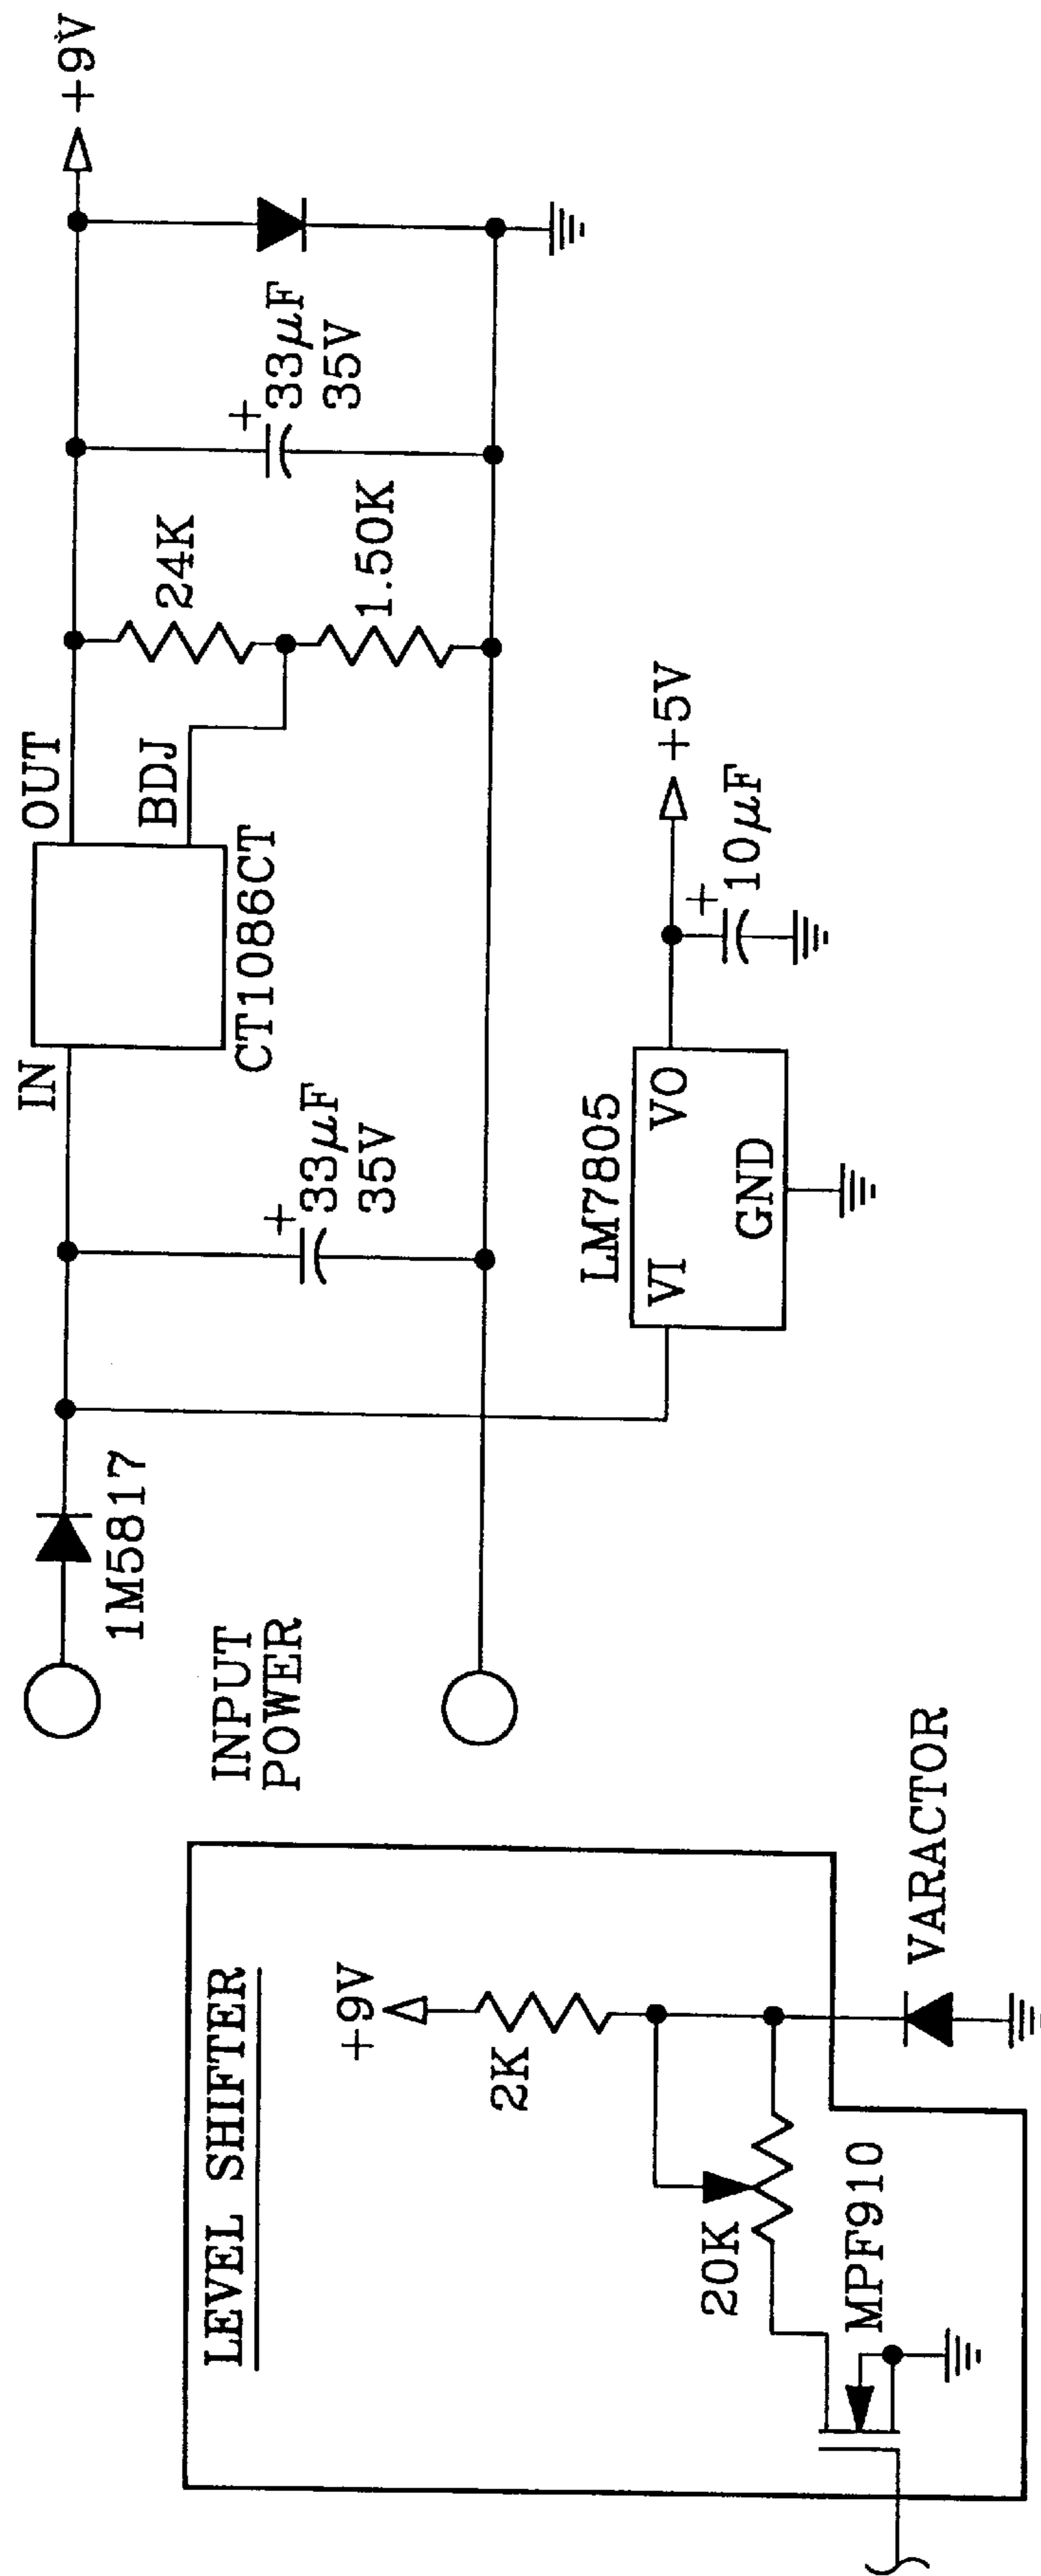 +9V
OUT
BDJ
IN
CT1086CT
24K
1.50K
33µF
35V
33µF
35V
1M5817
INPUT
POWER
LM7805
VI
VO
GND
+5V
10µF
LEVEL SHIFTER
+9V
2K
20K
MPF910
VARACTOR